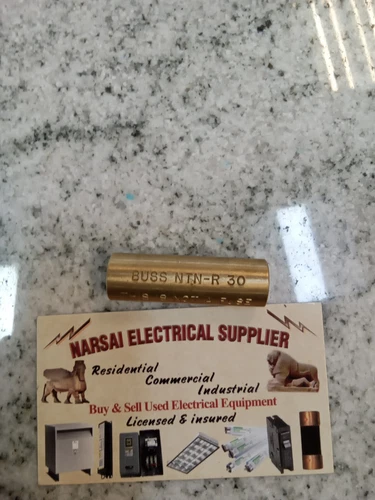 BUSS NTN-R 30
NARSAI ELECTRICAL SUPPLIER
Residential
Commercial
Industrial
Buy & Sell Used Electrical Equipment
Licensed & insured